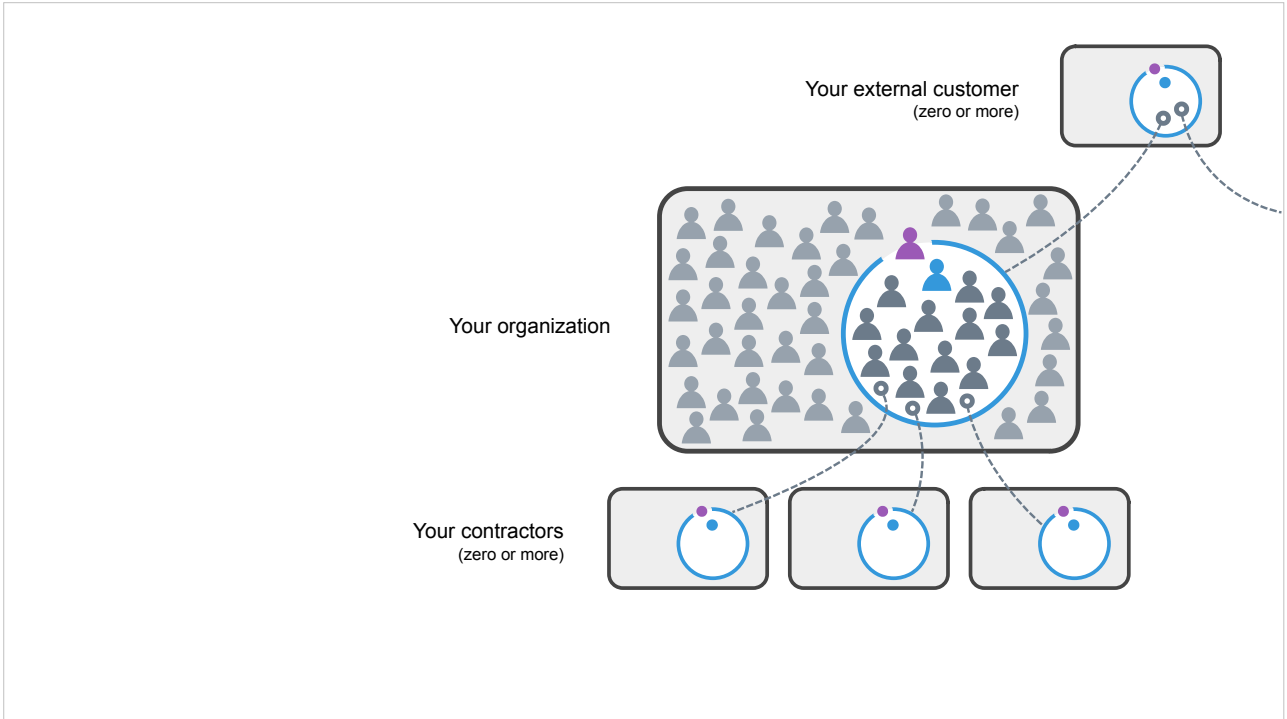 Your external customer
(zero or more)
Your organization
Your contractors
(zero or more)